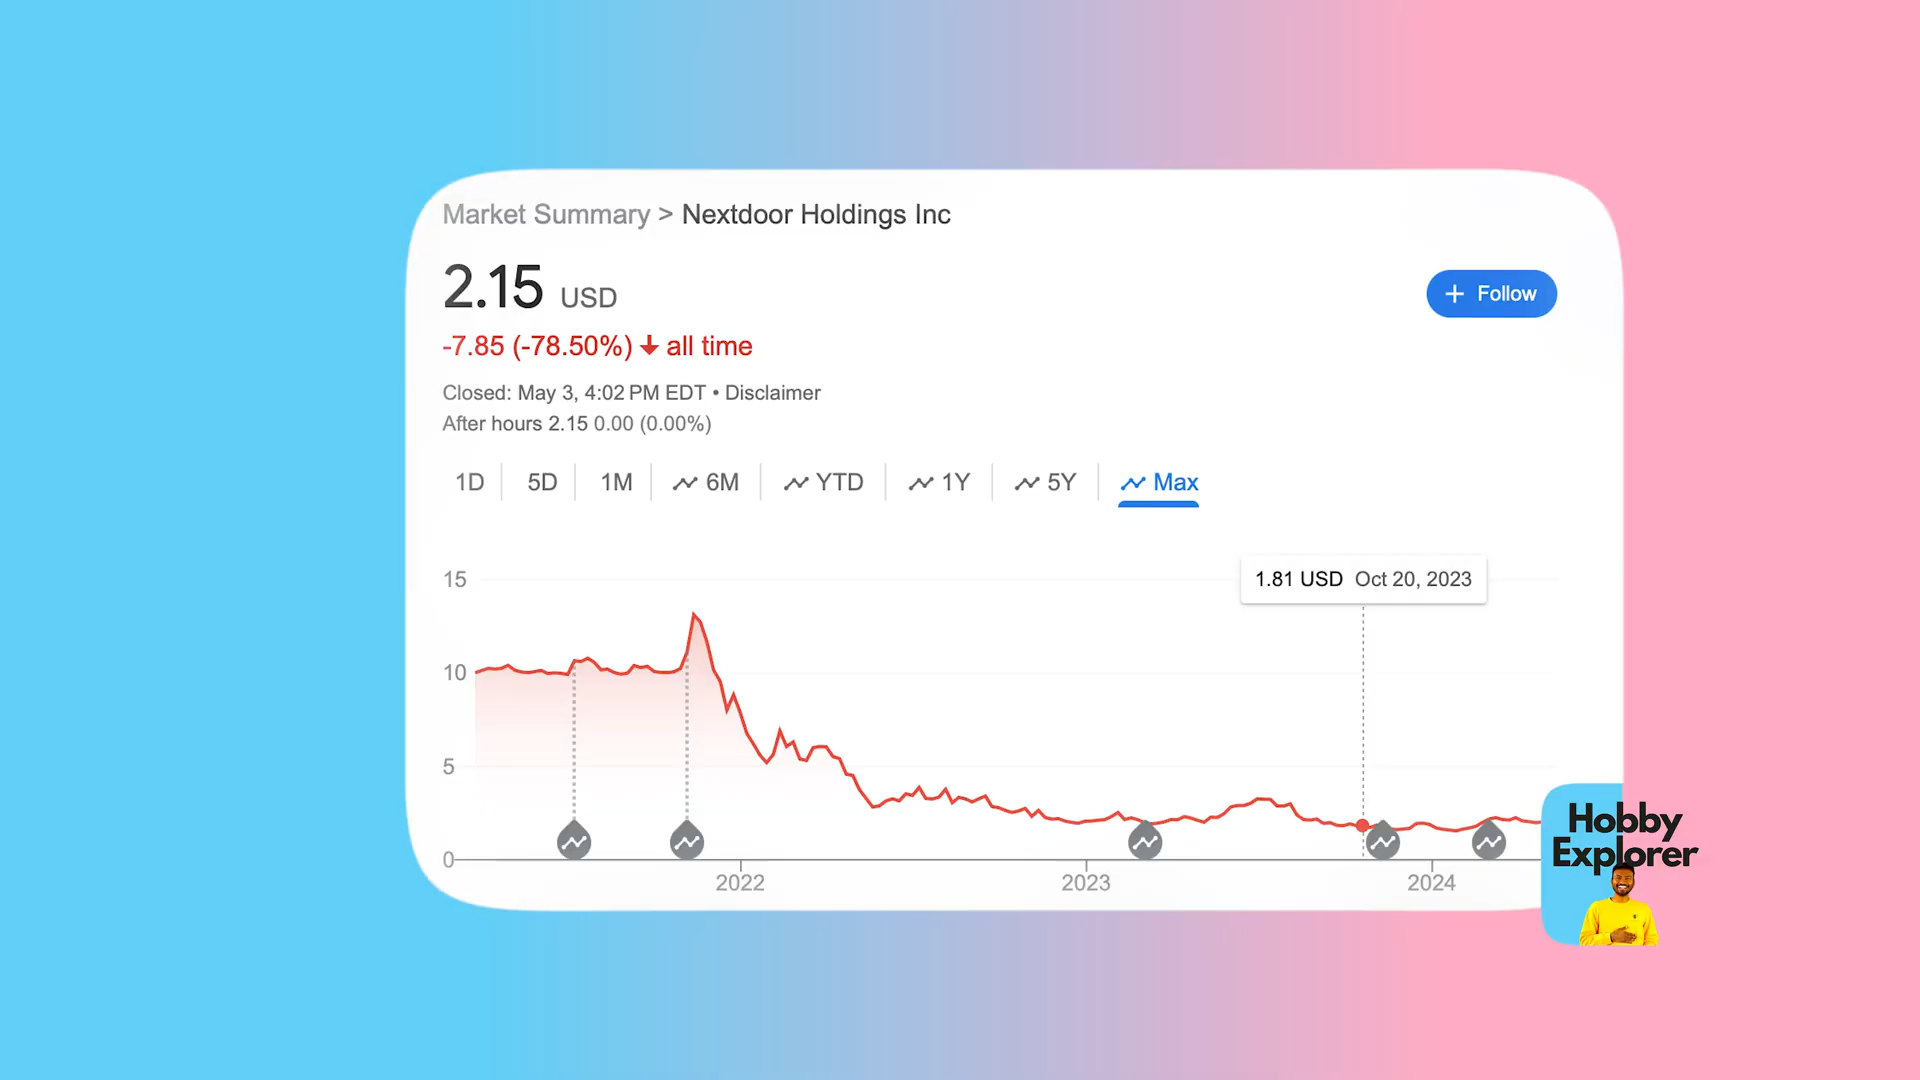 Market Summary > Nextdoor Holdings Inc
2.15 USD
+ Follow
-7.85 (-78.50%) ↓ all time
Closed: May 3, 4:02 PM EDT • Disclaimer
After hours 2.15 0.00 (0.00%)
1D 5D 1M 6M YTD 1Y 5Y Max
1.81 USD Oct 20, 2023
15
10
5
0
2022 2023 2024
Hobby
Explorer